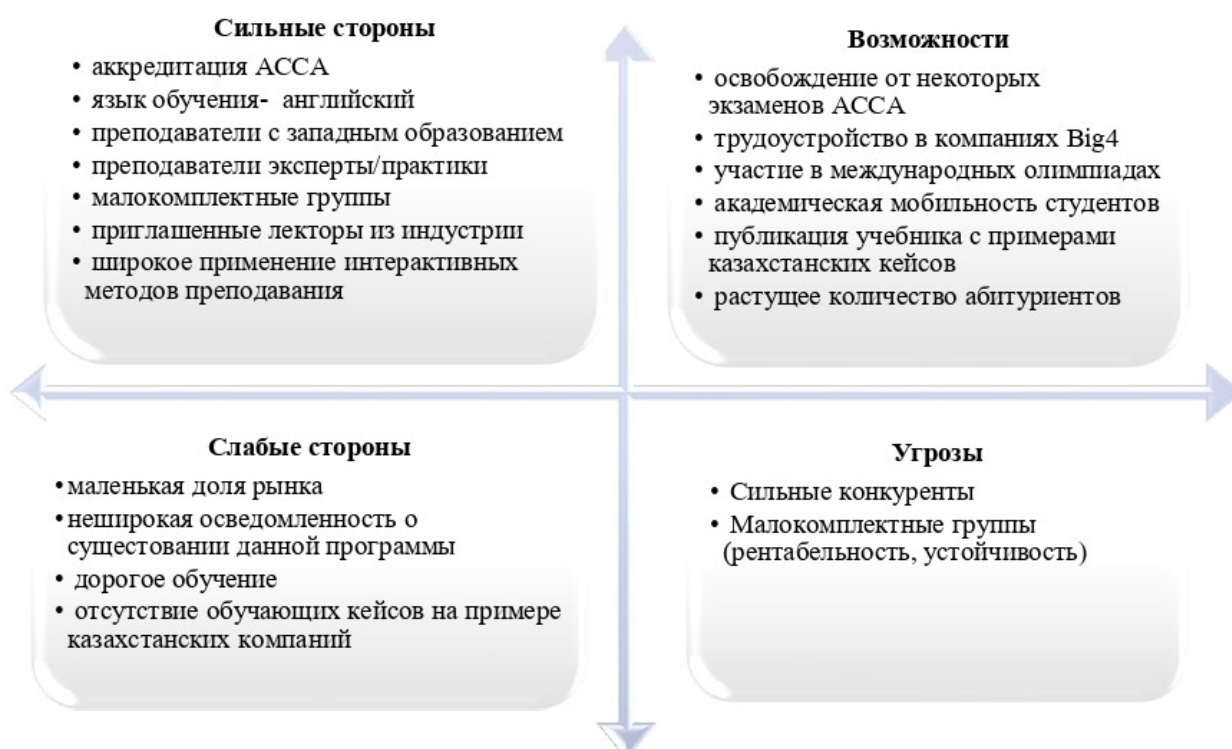 Сильные стороны
• аккредитация ACCA
• язык обучения- английский
• преподаватели с западным образованием
• преподаватели эксперты/практики
• малокомплектные группы
• приглашенные лекторы из индустрии
• широкое применение интерактивных
методов преподавания
Возможности
• освобождение от некоторых
экзаменов ACCA
• трудоустройство в компаниях Big4
• участие в международных олимпиадах
• академическая мобильность студентов
• публикация учебника с примерами
казахстанских кейсов
• растущее количество абитуриентов
Слабые стороны
• маленькая доля рынка
• неширокая осведомленность о
сущестовании данной программы
• дорогое обучение
• отсутствие обучающих кейсов на примере
казахстанских компаний
Угрозы
• Сильные конкуренты
• Малокомплектные группы
(рентабельность, устойчивость)